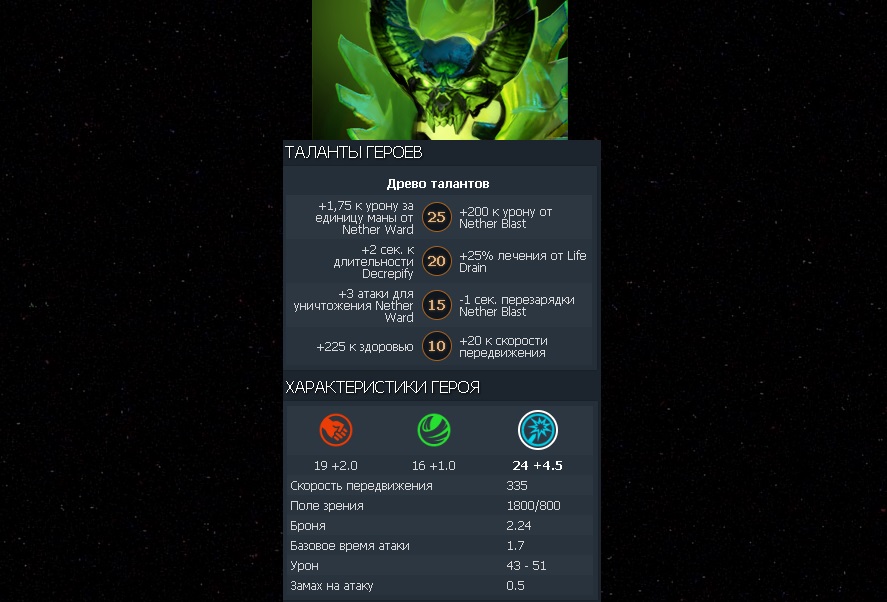 ТАЛАНТЫ ГЕРОЕВ
Древо талантов
+1,75 к урону за
единицу маны от
Nether Ward
25
+200 к урону от
Nether Blast
+2 сек. к
длительности
Decrepify
20
+25% лечения от Life
Drain
+3 атаки для
уничтожения Nether
Ward
15
-1 сек. перезарядки
Nether Blast
+225 к здоровью
10
+20 к скорости
передвижения
ХАРАКТЕРИСТИКИ ГЕРОЯ
19 +2.0 16 +1.0 24 +4.5
Скорость передвижения 335
Поле зрения 1800/800
Броня 2.24
Базовое время атаки 1.7
Урон 43 - 51
Замах на атаку 0.5